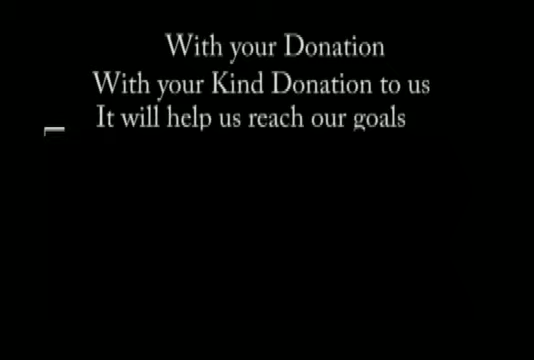 With your Donation
With your Kind Donation to us
It will help us reach our goals